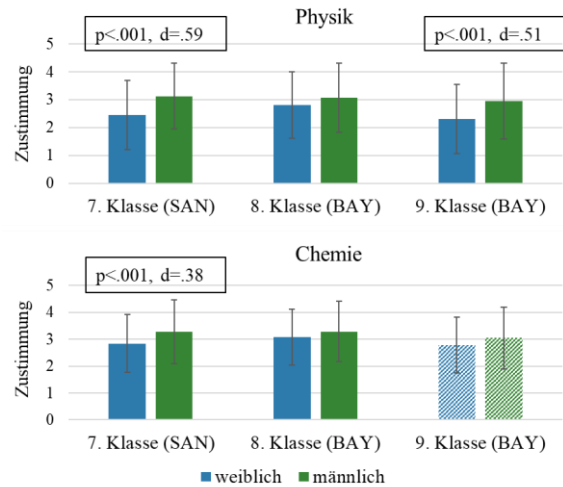 Physik
p<.001, d=.59
p<.001, d=.51
Zustimmung
5
4
3
2
1
0
7. Klasse (SAN) 8. Klasse (BAY) 9. Klasse (BAY)
Chemie
p<.001, d=.38
Zustimmung
5
4
3
2
1
0
7. Klasse (SAN) 8. Klasse (BAY) 9. Klasse (BAY)
weiblich männlich